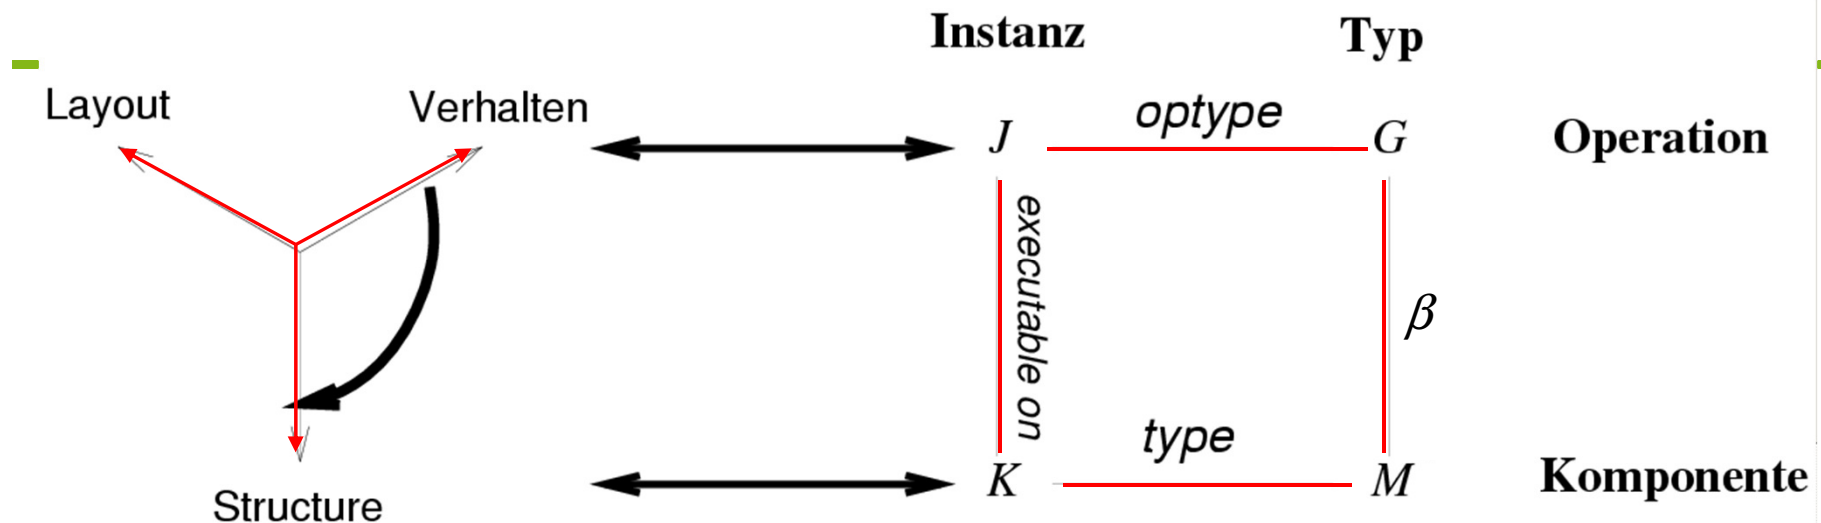 Instanz Typ
Layout Verhalten
J optype G Operation
executable on
β
type
K M Komponente
Structure